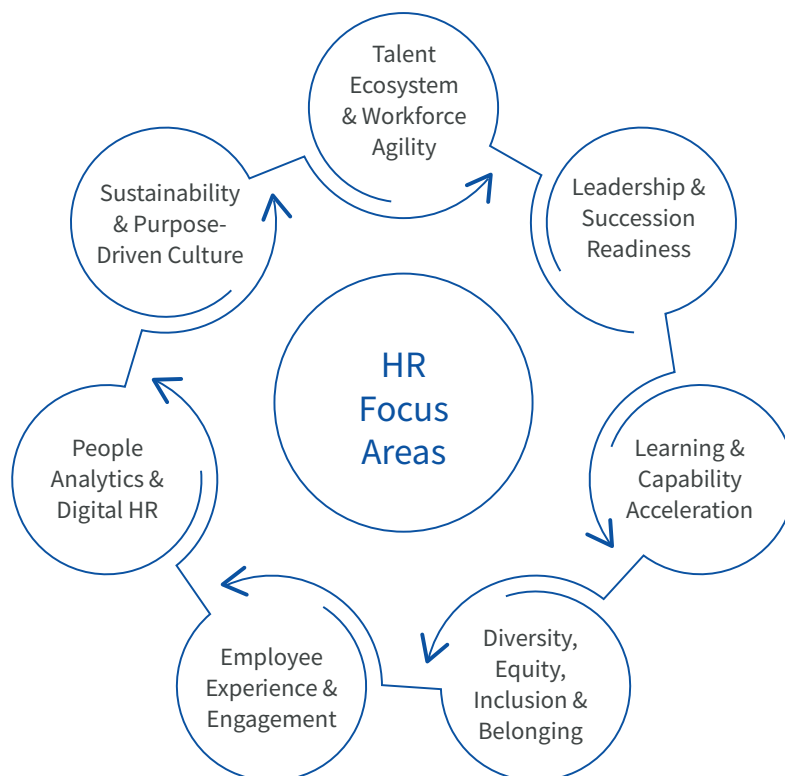 Talent
Ecosystem
& Workforce
Agility
Leadership &
Succession
Readiness
Learning &
Capability
Acceleration
Diversity,
Equity,
Inclusion &
Belonging
Employee
Experience &
Engagement
People
Analytics &
Digital HR
Sustainability
& Purpose-
Driven Culture
HR
Focus
Areas